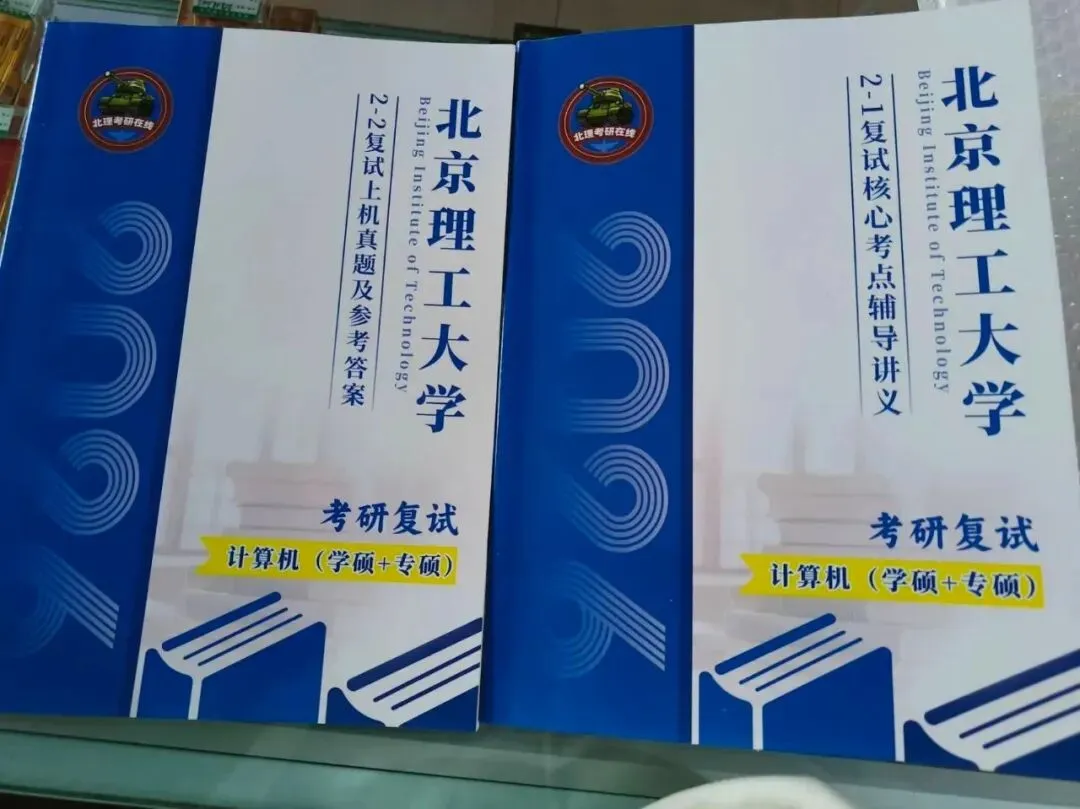 北理考研在线
北京理工大学
Beijing Institute of Technology
2-2复试上机真题及参考答案
考研复试
计算机（学硕+专硕）
2026
北理考研在线
北京理工大学
Beijing Institute of Technology
2-1复试核心考点辅导讲义
考研复试
计算机（学硕+专硕）
2026